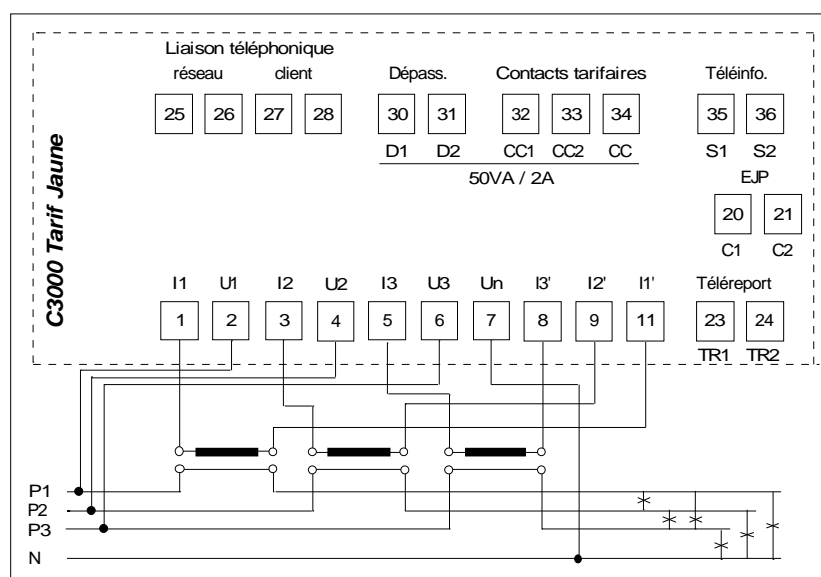 Liaison téléphonique
réseau client Dépass. Contacts tarifaires Téléinfo.
25 26 27 28 30 31 32 33 34 35 36
D1 D2 CC1 CC2 CC S1 S2
50VA / 2A EJP
20 21
C1 C2
C3000 Tarif Jaune
I1 U1 I2 U2 I3 U3 Un I3' I2' I1' Téléreport
1 2 3 4 5 6 7 8 9 11 23 24
TR1 TR2
P1
P2
P3
N